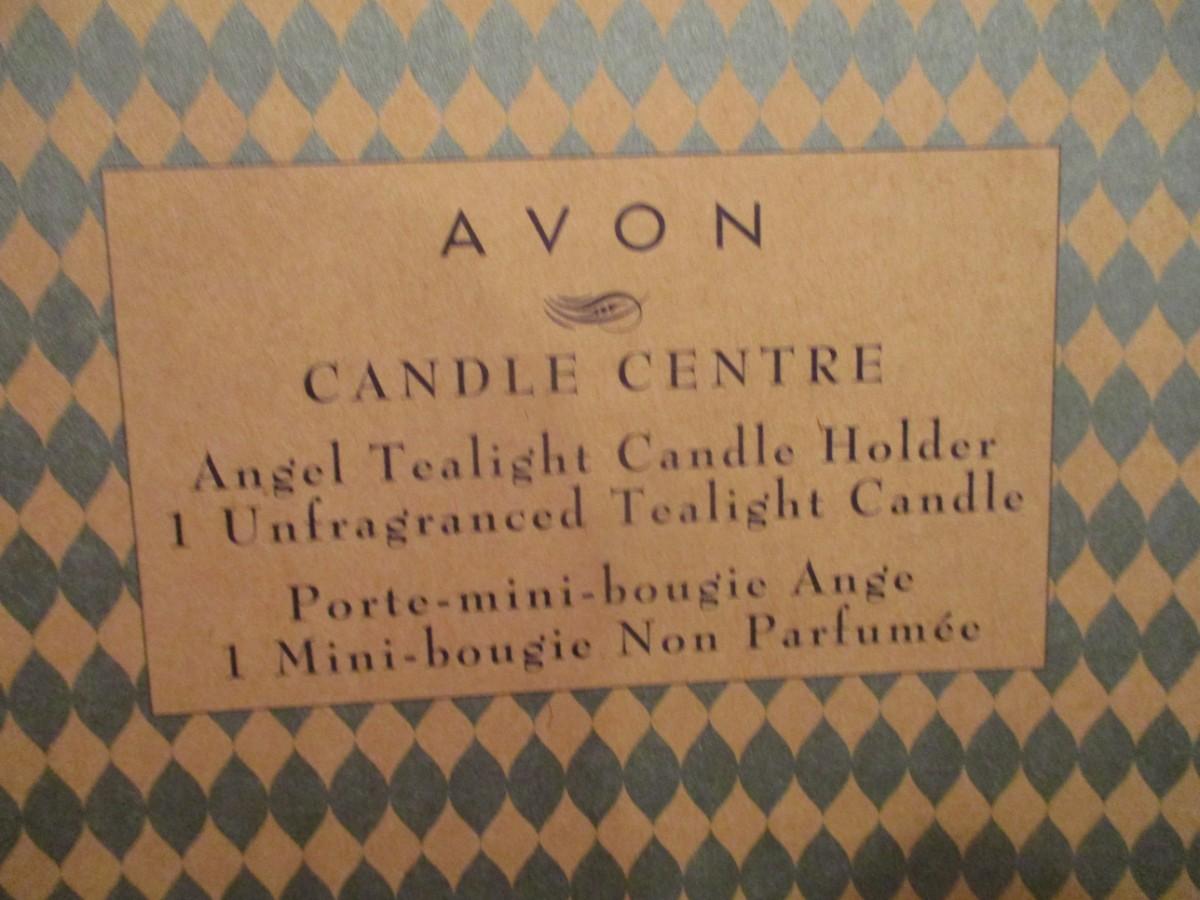 AVON
CANDLE CENTRE
Angel Tealight Candle Holder
1 Unfragranced Tealight Candle
Porte-mini-bougie Ange
1 Mini-bougie Non Parfumée